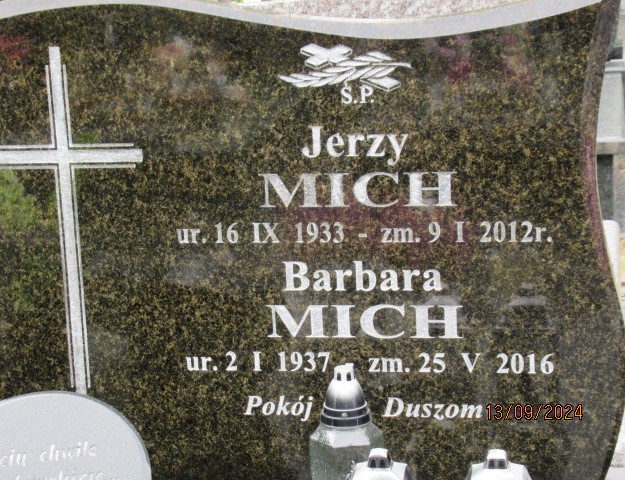 Ś.P.
Jerzy
MICH
ur. 16 IX 1933 - zm. 9 I 2012r.
Barbara
MICH
ur. 2 I 1937 zm. 25 V 2016
Pokój Duszom
13/09/2024
chwilę